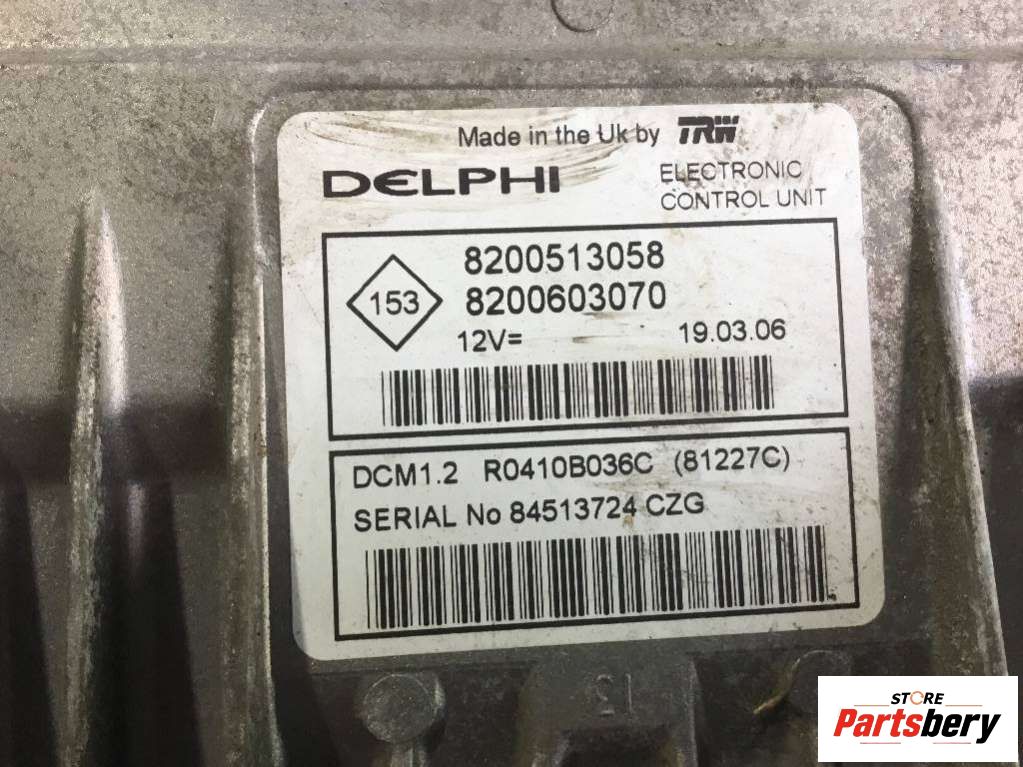 Made in the Uk by TRW
DELPHI
ELECTRONIC
CONTROL UNIT
153
8200513058
8200603070
12V= 19.03.06
DCM1.2 R0410B036C (81227C)
SERIAL No 84513724 CZG
13
STORE
Partsbery